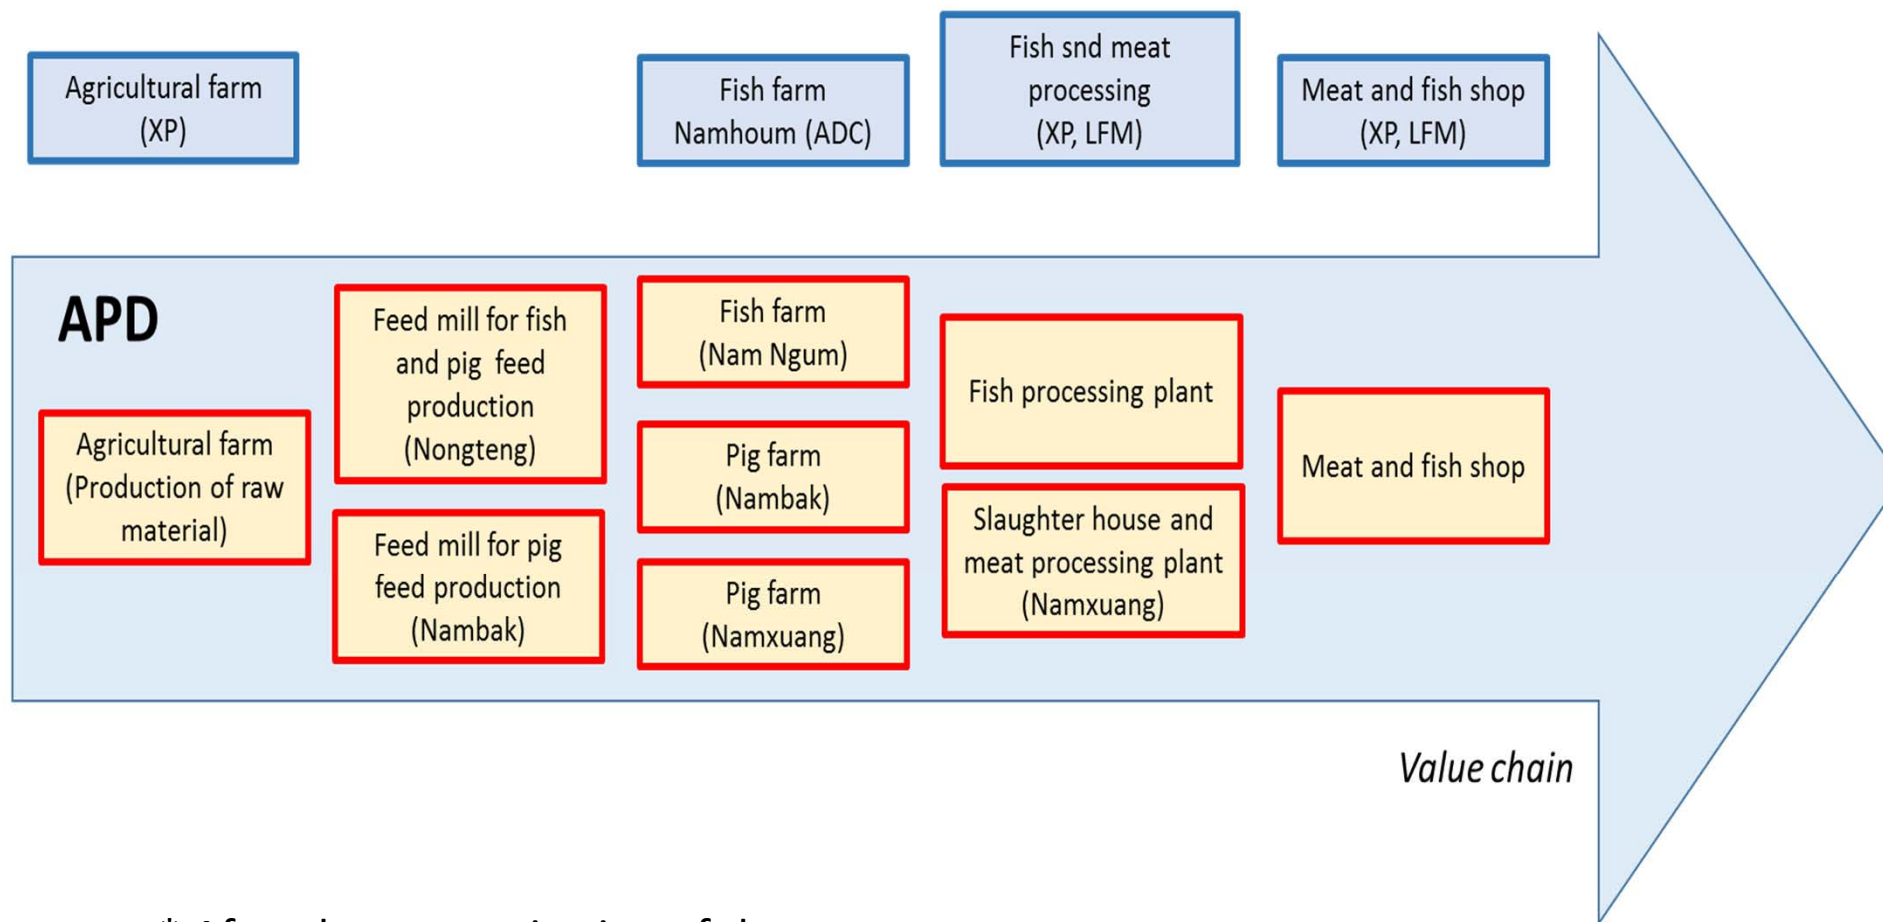 Agricultural farm
(XP)
Fish farm
Namhoum (ADC)
Fish snd meat
processing
(XP, LFM)
Meat and fish shop
(XP, LFM)
APD
Agricultural farm
(Production of raw
material)
Feed mill for fish
and pig feed
production
(Nongteng)
Feed mill for pig
feed production
(Nambak)
Fish farm
(Nam Ngum)
Pig farm
(Nambak)
Pig farm
(Namxuang)
Fish processing plant
Slaughter house and
meat processing plant
(Namxuang)
Meat and fish shop
Value chain